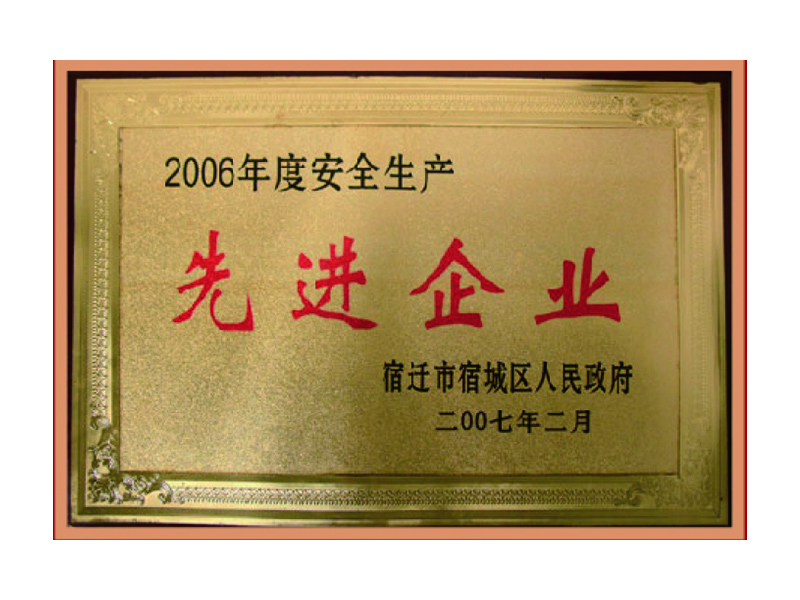 2006年度安全生产
先进企业
宿迁市宿城区人民政府
二00七年二月